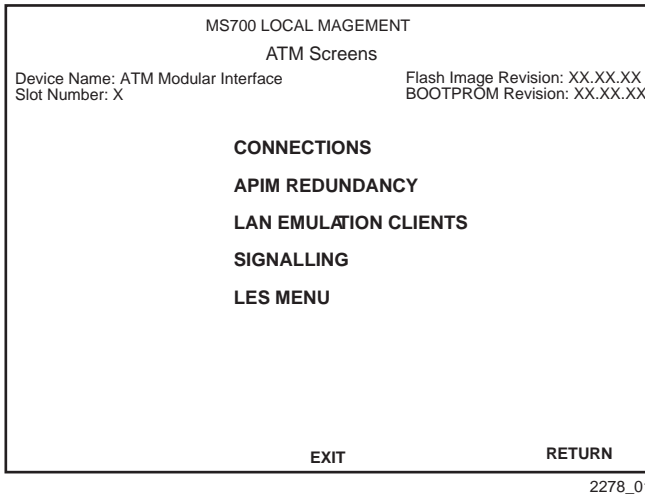 MS700 LOCAL MAGEMENT
ATM Screens
Device Name: ATM Modular Interface
Slot Number: X
Flash Image Revision: XX.XX.XX
BOOTPROM Revision: XX.XX.XX
CONNECTIONS
APIM REDUNDANCY
LAN EMULATION CLIENTS
SIGNALLING
LES MENU
EXIT
RETURN
2278_01